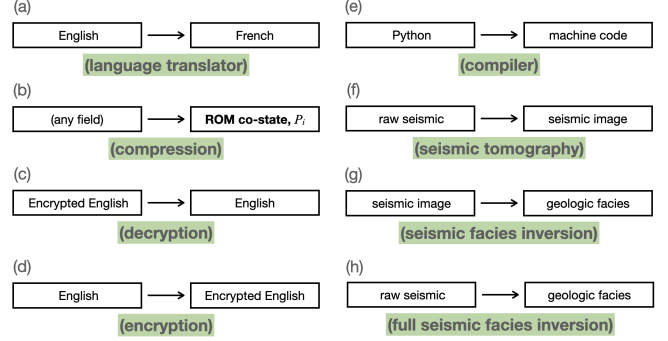 (a)
English
French
(language translator)
(b)
(any field)
ROM co-state, Pᵢ
(compression)
(c)
Encrypted English
English
(decryption)
(d)
English
Encrypted English
(encryption)
(e)
Python
machine code
(compiler)
(f)
raw seismic
seismic image
(seismic tomography)
(g)
seismic image
geologic facies
(seismic facies inversion)
(h)
raw seismic
geologic facies
(full seismic facies inversion)